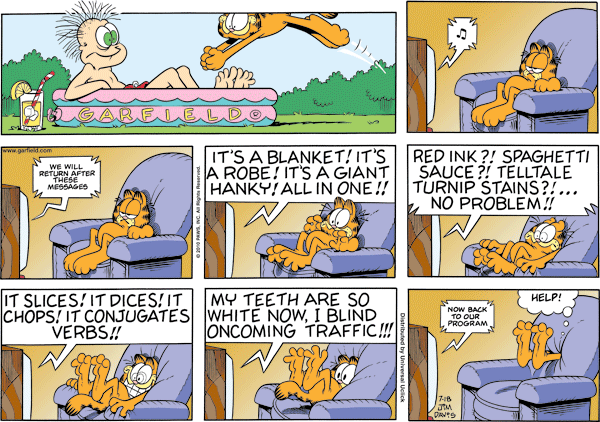 GARFIELD ©
♫
www.garfield.com
WE WILL
RETURN AFTER
THESE
MESSAGES
© 2010 PAWS, INC. All Rights Reserved.
IT'S A BLANKET! IT'S
A ROBE! IT'S A GIANT
HANKY! ALL IN ONE!!
RED INK?! SPAGHETTI
SAUCE?! TELLTALE
TURNIP STAINS?!...
NO PROBLEM!!
IT SLICES! IT DICES! IT
CHOPS! IT CONJUGATES
VERBS!!
MY TEETH ARE SO
WHITE NOW, I BLIND
ONCOMING TRAFFIC!!!
Distributed by Universal Uclick
NOW BACK
TO OUR
PROGRAM
HELP!
7-18
JIM
DAVIS